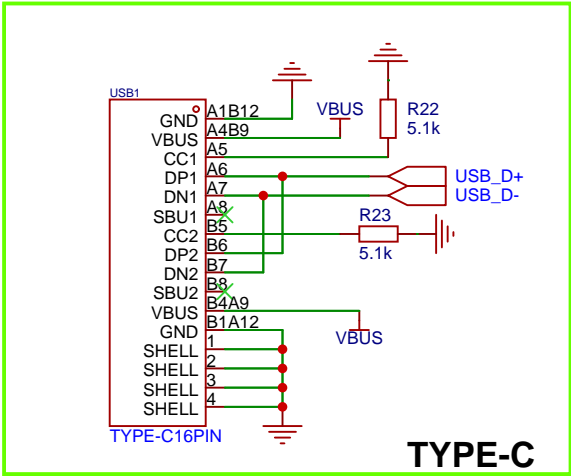 USB1
GND A1B12
VBUS A4B9
CC1 A5
DP1 A6
DN1 A7
SBU1 A8
CC2 B5
DP2 B6
DN2 B7
SBU2 B8
VBUS B4A9
GND B1A12
SHELL 1
SHELL 2
SHELL 3
SHELL 4
TYPE-C16PIN
VBUS
R22
5.1k
USB_D+
USB_D-
R23
5.1k
VBUS
TYPE-C